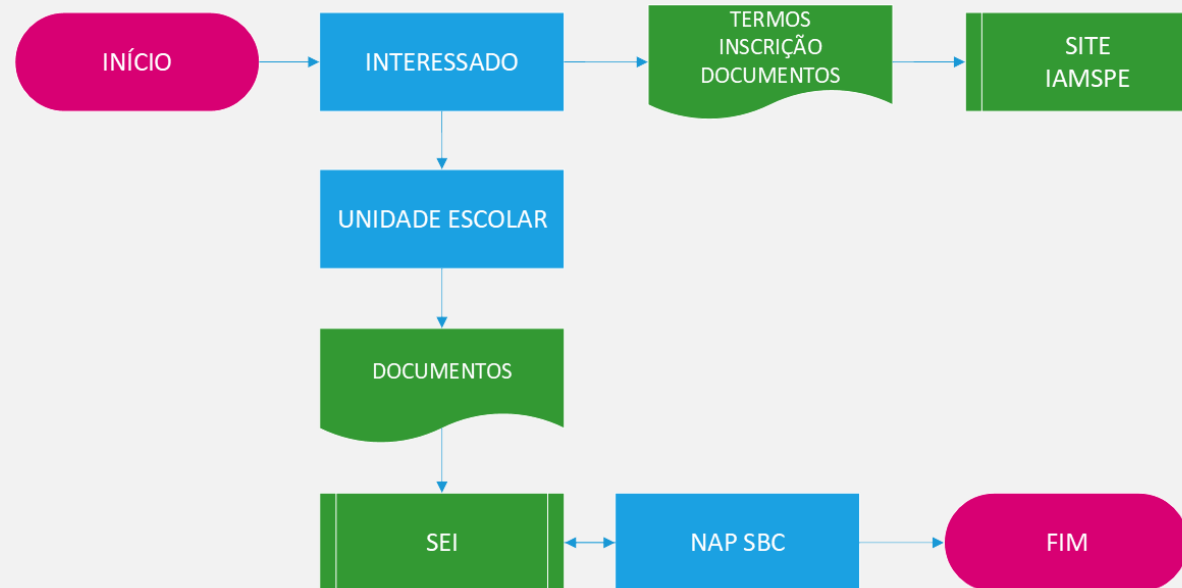 INÍCIO
INTERESSADO
TERMOS
INSCRIÇÃO
DOCUMENTOS
SITE
IAMSPE
UNIDADE ESCOLAR
DOCUMENTOS
SEI
NAP SBC
FIM